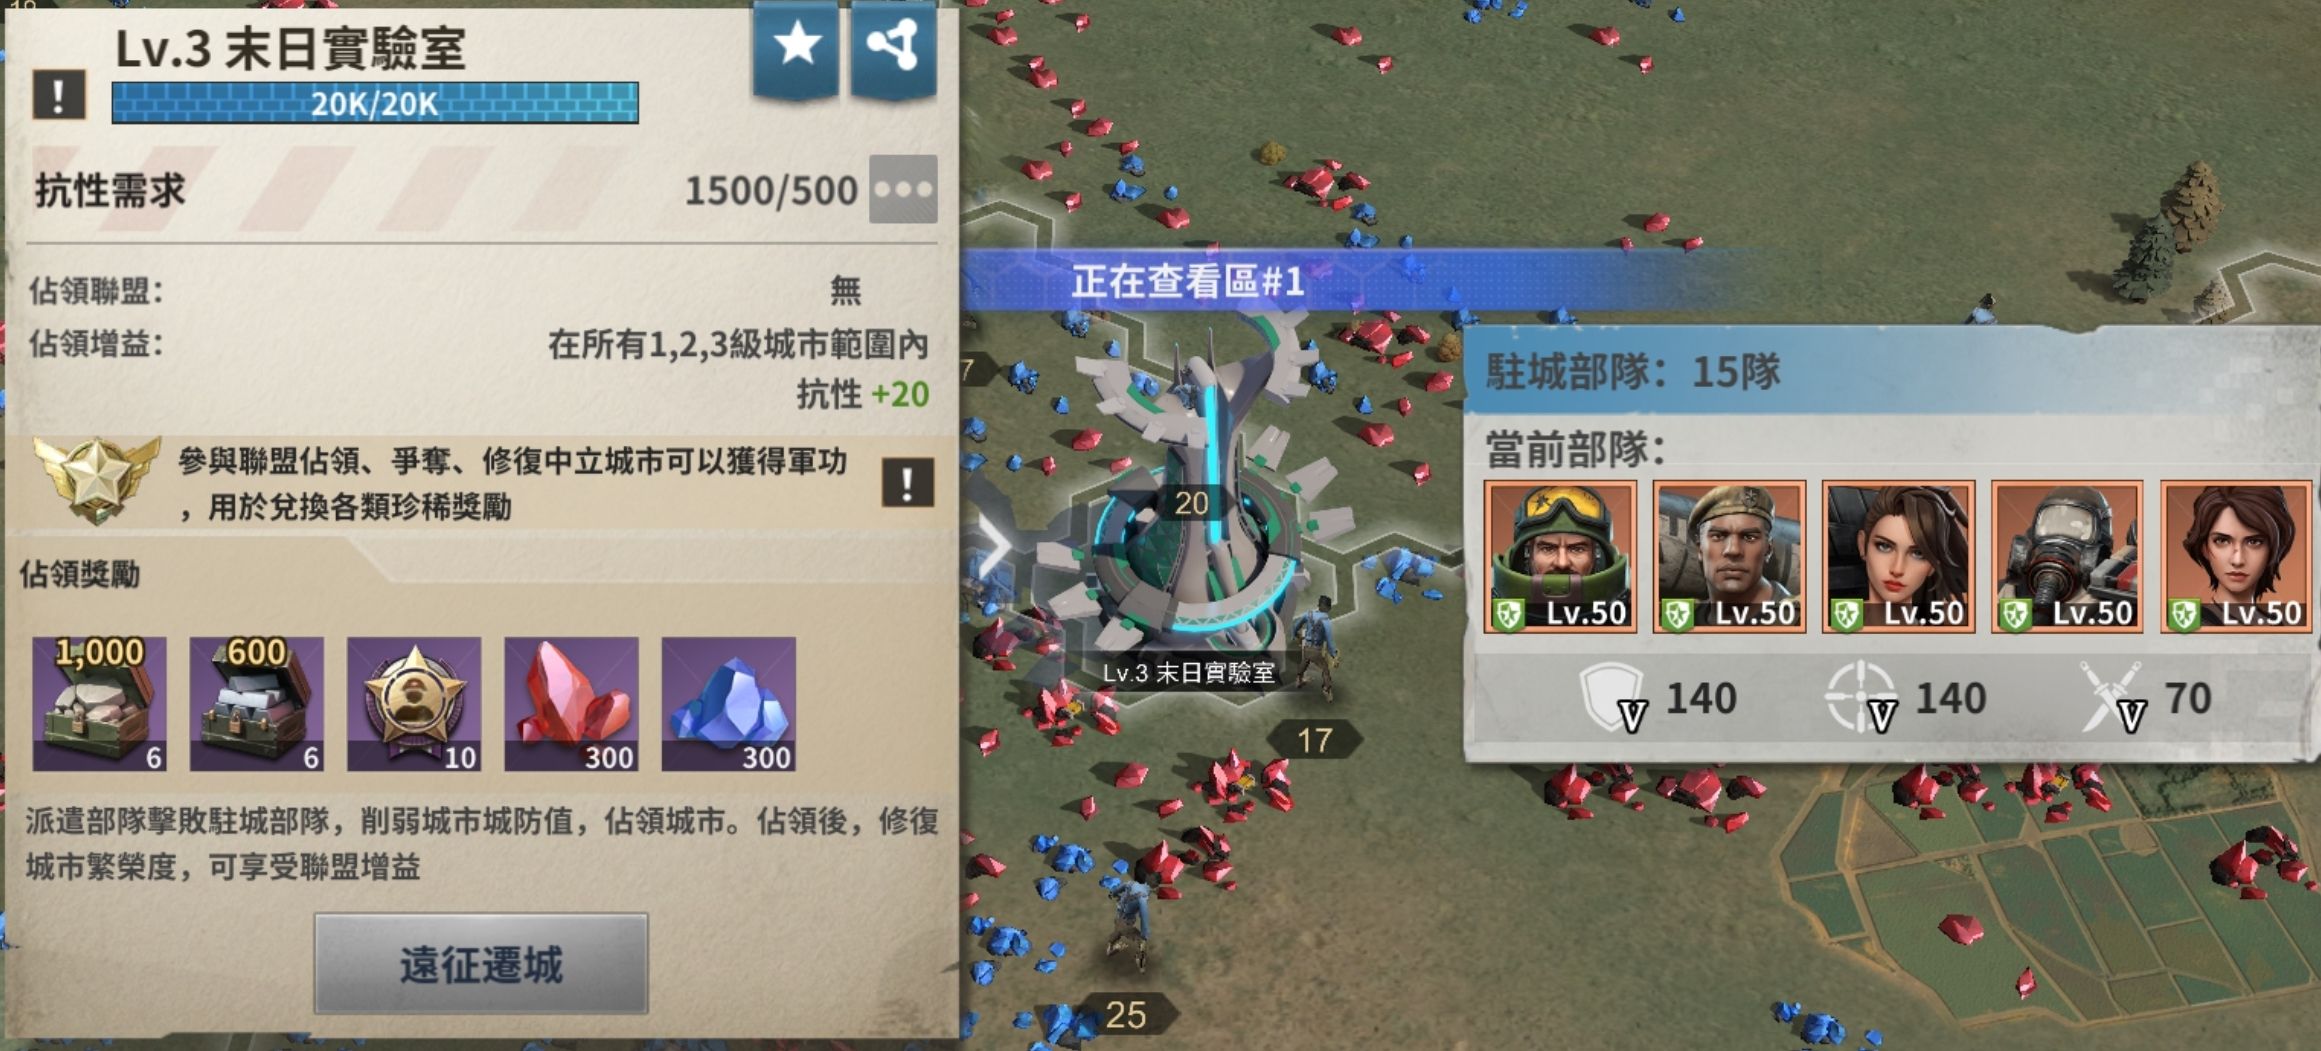 Lv.3 末日實驗室
!
20K/20K
抗性需求
1500/500
佔領聯盟：
無
佔領增益：
在所有1,2,3級城市範圍內
抗性 +20
參與聯盟佔領、爭奪、修復中立城市可以獲得軍功
，用於兌換各類珍稀獎勵
!
佔領獎勵
1,000
6
600
6
10
300
300
派遣部隊擊敗駐城部隊，削弱城市城防值，佔領城市。佔領後，修復
城市繁榮度，可享受聯盟增益
遠征遷城
正在查看區#1
7
20
Lv.3 末日實驗室
17
25
駐城部隊：15隊
當前部隊：
Lv.50
Lv.50
Lv.50
Lv.50
Lv.50
V 140
V 140
V 70